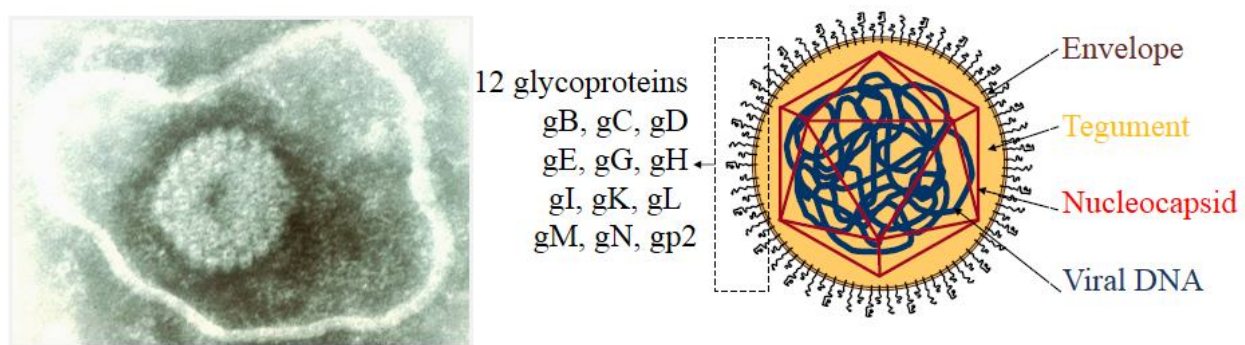 12 glycoproteins
gB, gC, gD
gE, gG, gH
gI, gK, gL
gM, gN, gp2
Envelope
Tegument
Nucleocapsid
Viral DNA